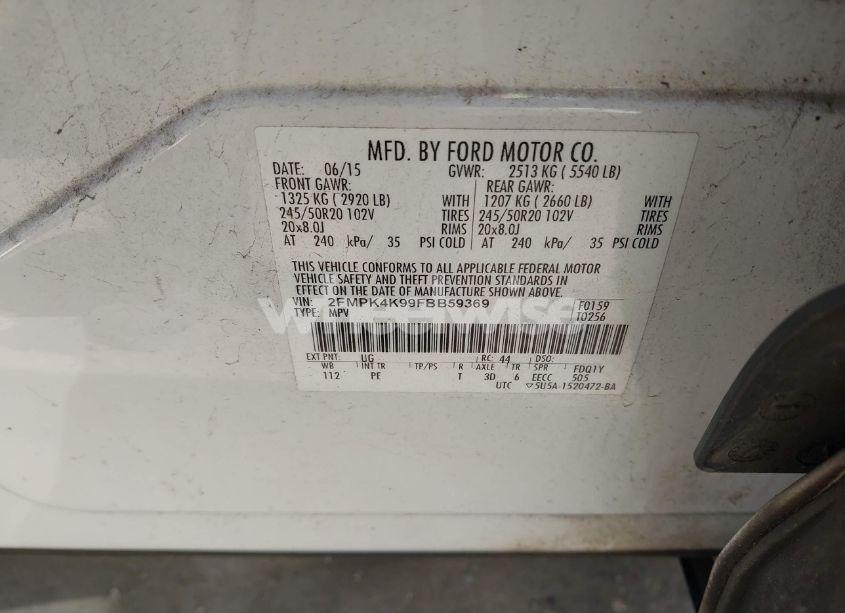 MFD. BY FORD MOTOR CO.
DATE: 06/15 GVWR: 2513 KG ( 5540 LB)
FRONT GAWR: REAR GAWR:
1325 KG ( 2920 LB) WITH 1207 KG ( 2660 LB) WITH
245/50R20 102V TIRES 245/50R20 102V TIRES
20x8.0J RIMS 20x8.0J RIMS
AT 240 kPa/ 35 PSI COLD AT 240 kPa/ 35 PSI COLD
THIS VEHICLE CONFORMS TO ALL APPLICABLE FEDERAL MOTOR
VEHICLE SAFETY AND THEFT PREVENTION STANDARDS IN
EFFECT ON THE DATE OF MANUFACTURE SHOWN ABOVE.
VIN: 2FMPK4K99FBB59369 F0159
TYPE: MPV T0256
EXT PNT: UG RC: 44 DSO:
WB INT TR TP/PS R AXLE TR SPR FDQ1Y
112 PE T 3D 6 EECC 505
UTC ▽5U5A-1520472-BA